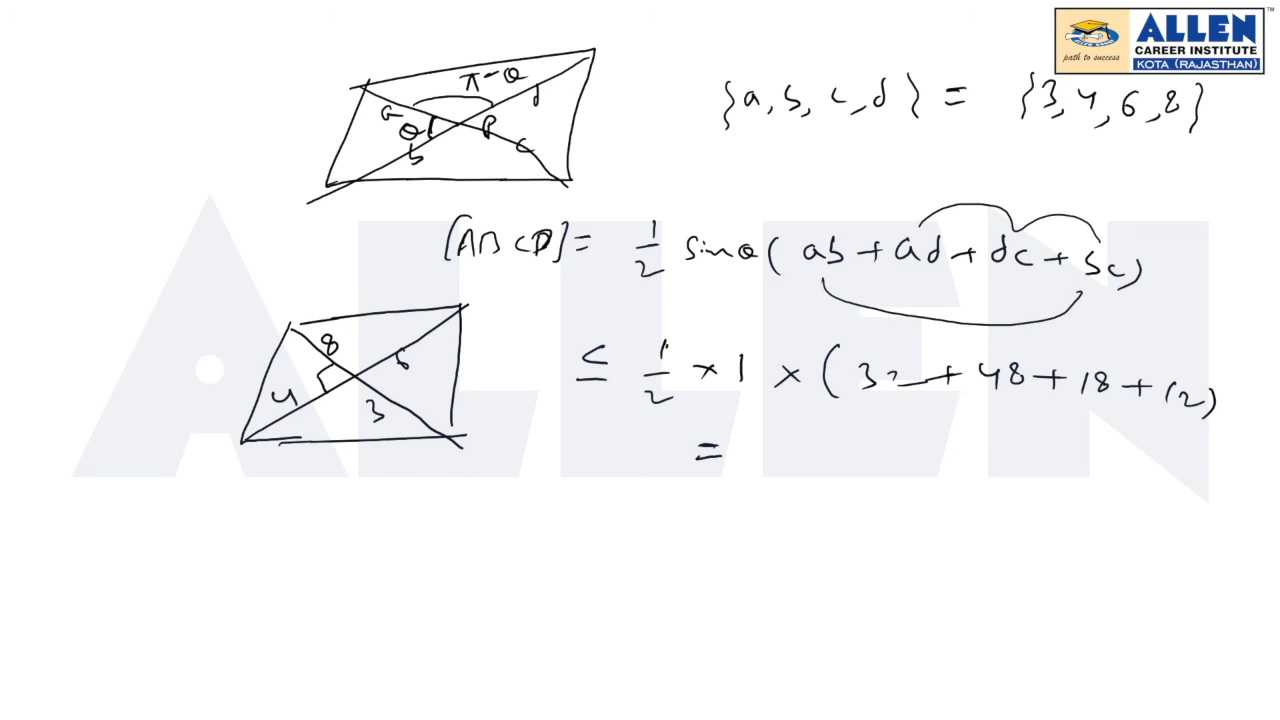 ALLEN™
path to success
CAREER INSTITUTE
KOTA (RAJASTHAN)
π-θ
a
d
θ
P
b
c
{a, b, c, d} = {3, 4, 6, 8}
[ABCD] = 1/2 sinθ (ab + ad + dc + bc)
8
6
4
3
≤ 1/2 × 1 × (32 + 48 + 18 + 12)
=
ALLEN